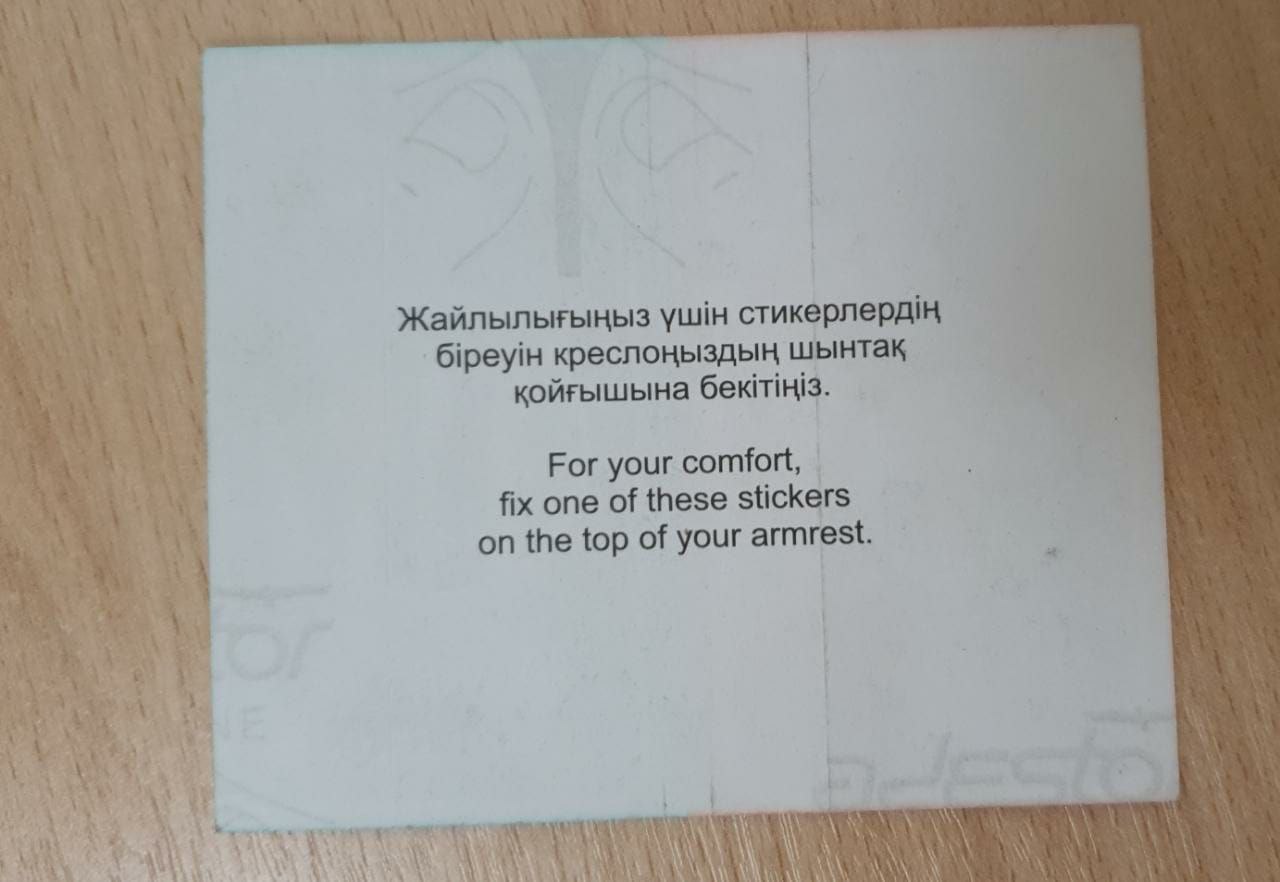 Жайлылығыңыз үшін стикерлердің
біреуін креслоңыздың шынтақ
қойғышына бекітіңіз.
For your comfort,
fix one of these stickers
on the top of your armrest.